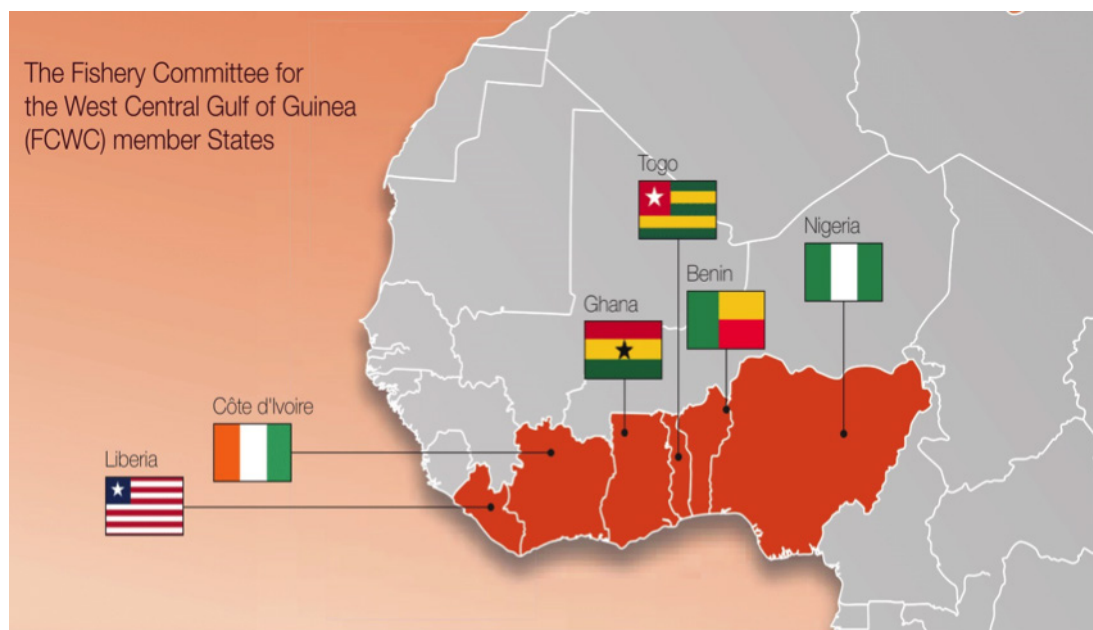 The Fishery Committee for
the West Central Gulf of Guinea
(FCWC) member States
Togo
Nigeria
Benin
Ghana
Côte d'Ivoire
Liberia